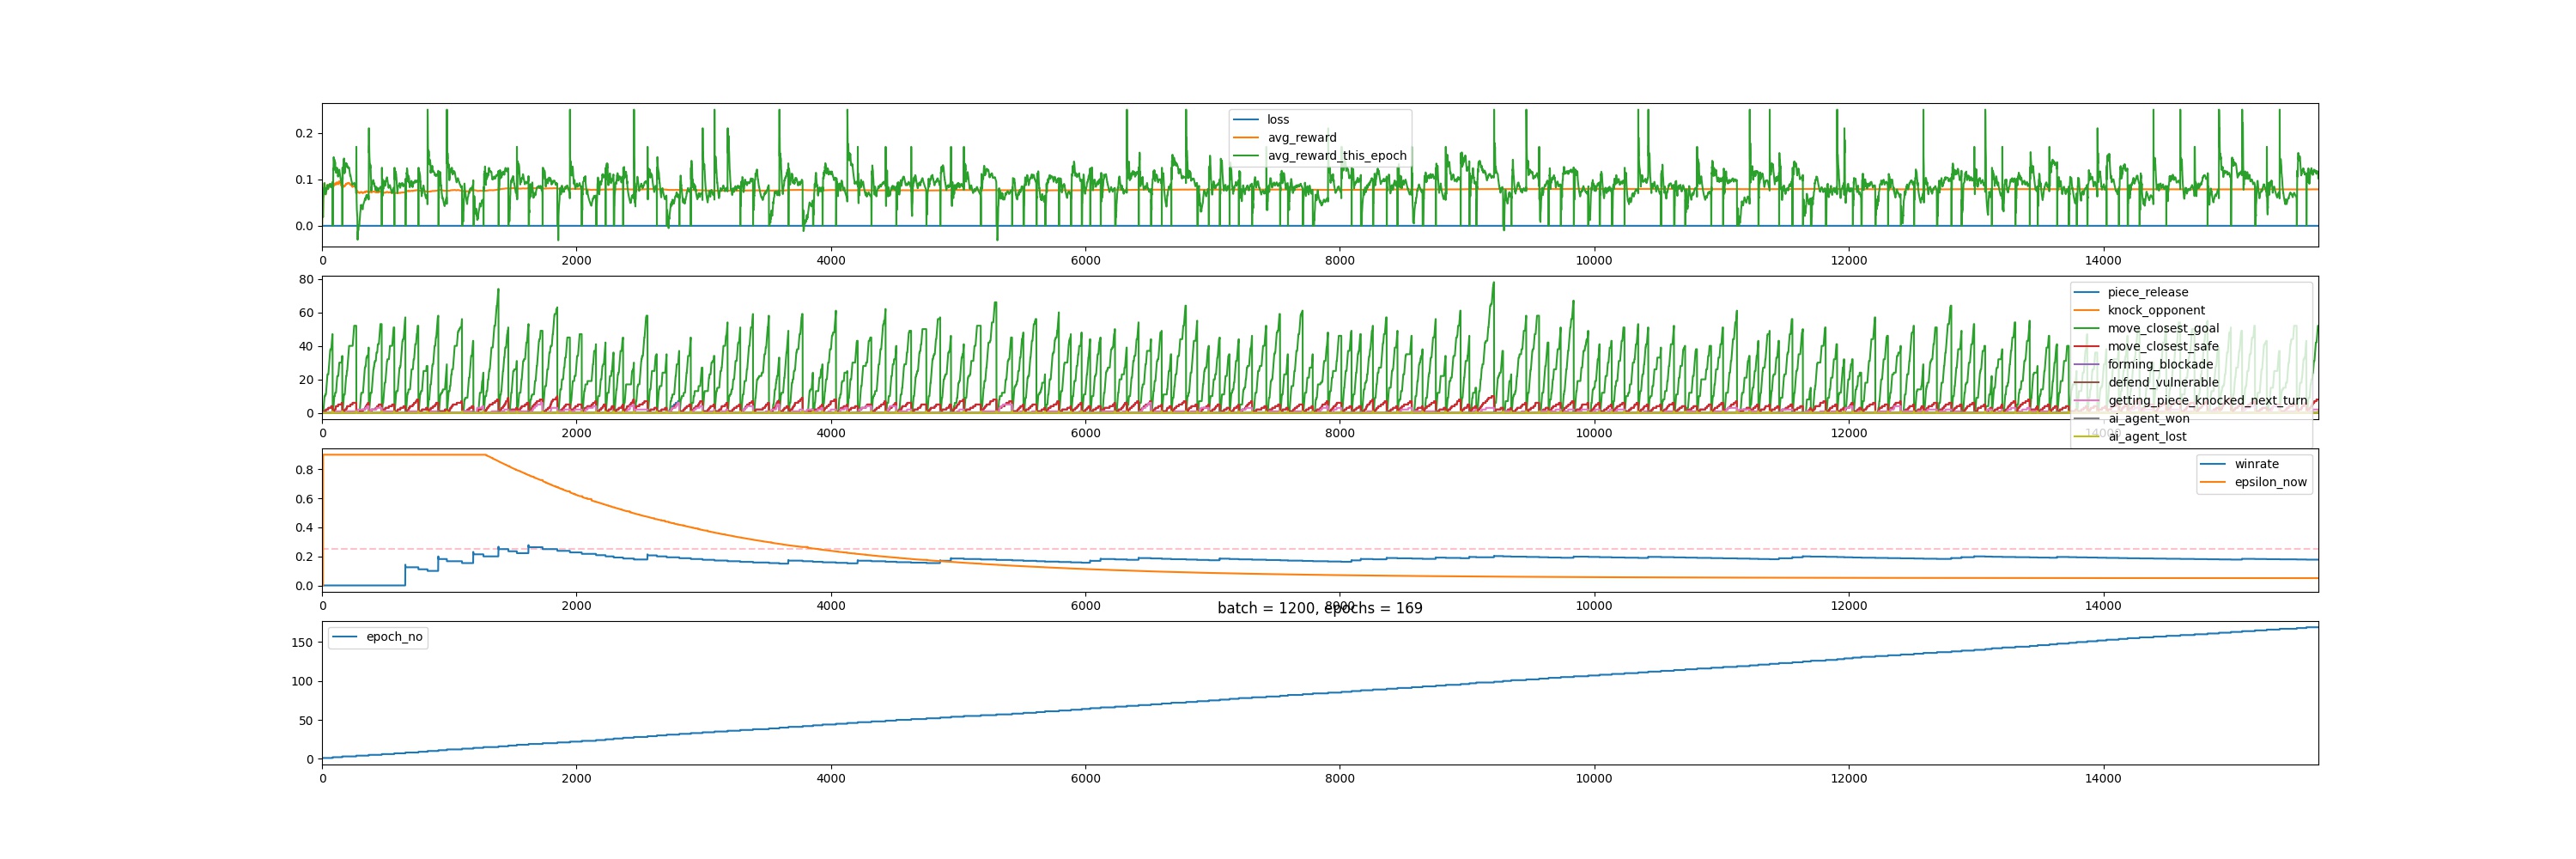 0.2
0.1
0.0
loss
avg_reward
avg_reward_this_epoch
0 2000 4000 6000 8000 10000 12000 14000
80
60
40
20
0
piece_release
knock_opponent
move_closest_goal
move_closest_safe
forming_blockade
defend_vulnerable
getting_piece_knocked_next_turn
ai_agent_won
ai_agent_lost
0 2000 4000 6000 8000 10000 12000 14000
0.8
0.6
0.4
0.2
0.0
winrate
epsilon_now
0 2000 4000 6000 8000 10000 12000 14000
batch = 1200, epochs = 169
150
100
50
0
epoch_no
0 2000 4000 6000 8000 10000 12000 14000